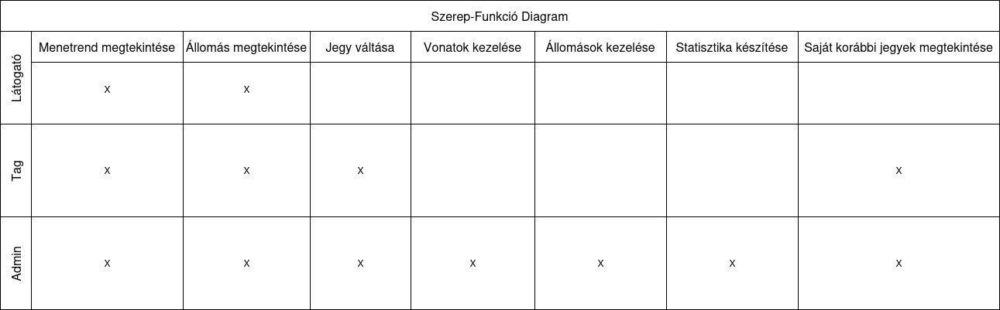 Szerep-Funkció Diagram
Menetrend megtekintése Állomás megtekintése Jegy váltása Vonatok kezelése Állomások kezelése Statisztika készítése Saját korábbi jegyek megtekintése
Látogató x x
Tag x x x x
Admin x x x x x x x